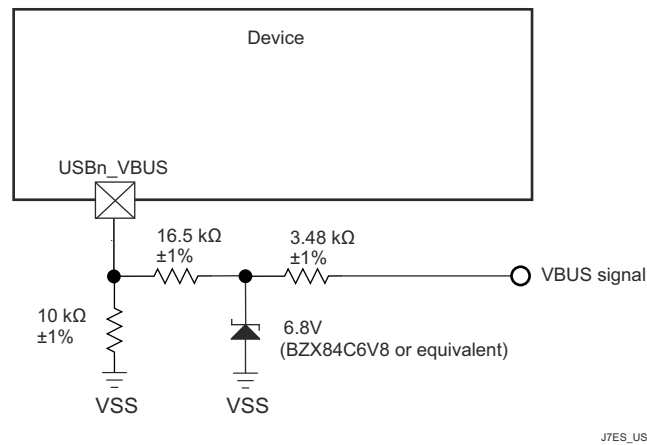 Device
USBn_VBUS
16.5 kΩ
±1%
3.48 kΩ
±1%
VBUS signal
10 kΩ
±1%
6.8V
(BZX84C6V8 or equivalent)
VSS
VSS
J7ES_US